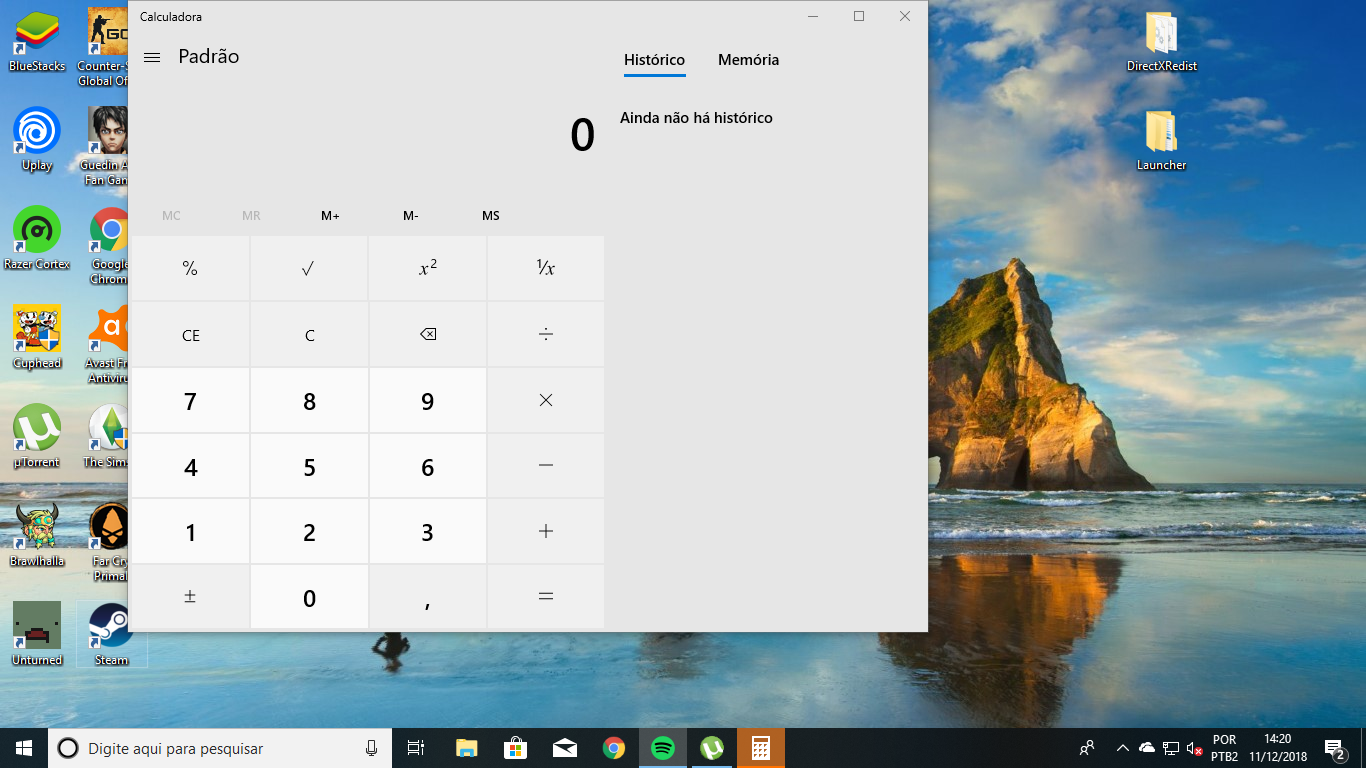 Calculadora
Padrão
Histórico
Memória
0
Ainda não há histórico
MC
MR
M+
M-
MS
%
√
x²
¹⁄x
CE
C
÷
7
8
9
×
4
5
6
−
1
2
3
+
±
0
,
=
BlueStacks
Counter-S
Global Of
Uplay
Guedin A
Fan Gam
Razer Cortex
Google
Chrom
Cuphead
Avast Fr
Antiviru
µTorrent
The Sims
Brawlhalla
Far Cry
Primal
Unturned
Steam
DirectXRedist
Launcher
Digite aqui para pesquisar
POR
PTB2
14:20
11/12/2018
2